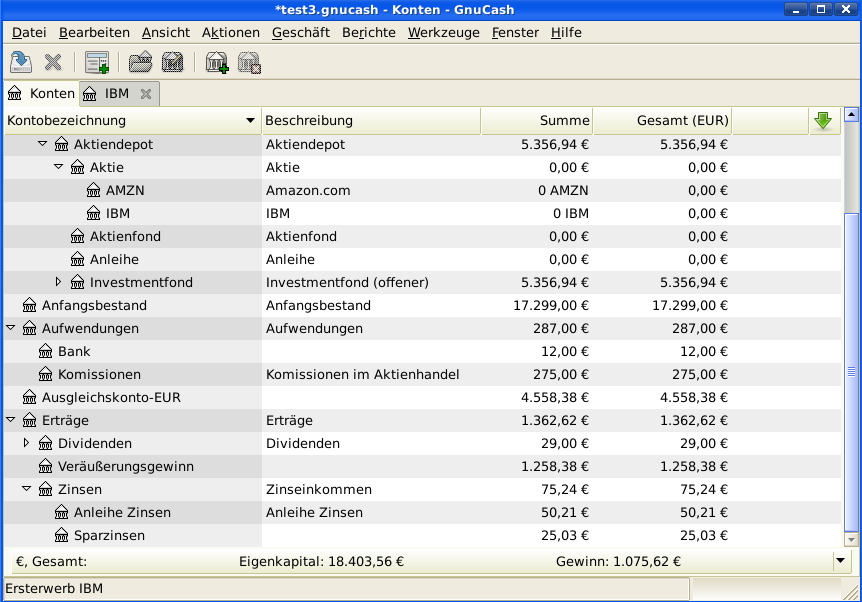 *test3.gnucash - Konten - GnuCash
Datei Bearbeiten Ansicht Aktionen Geschäft Berichte Werkzeuge Fenster Hilfe
Konten IBM
Kontobezeichnung Beschreibung Summe Gesamt (EUR)
Aktiendepot Aktiendepot 5.356,94 € 5.356,94 €
Aktie Aktie 0,00 € 0,00 €
AMZN Amazon.com 0 AMZN 0,00 €
IBM IBM 0 IBM 0,00 €
Aktienfond Aktienfond 0,00 € 0,00 €
Anleihe Anleihe 0,00 € 0,00 €
Investmentfond Investmentfond (offener) 5.356,94 € 5.356,94 €
Anfangsbestand Anfangsbestand 17.299,00 € 17.299,00 €
Aufwendungen Aufwendungen 287,00 € 287,00 €
Bank 12,00 € 12,00 €
Komissionen Komissionen im Aktienhandel 275,00 € 275,00 €
Ausgleichskonto-EUR 4.558,38 € 4.558,38 €
Erträge Erträge 1.362,62 € 1.362,62 €
Dividenden Dividenden 29,00 € 29,00 €
Veräußerungsgewinn 1.258,38 € 1.258,38 €
Zinsen Zinseinkommen 75,24 € 75,24 €
Anleihe Zinsen Anleihe Zinsen 50,21 € 50,21 €
Sparzinsen 25,03 € 25,03 €
€, Gesamt: Eigenkapital: 18.403,56 € Gewinn: 1.075,62 €
Ersterwerb IBM